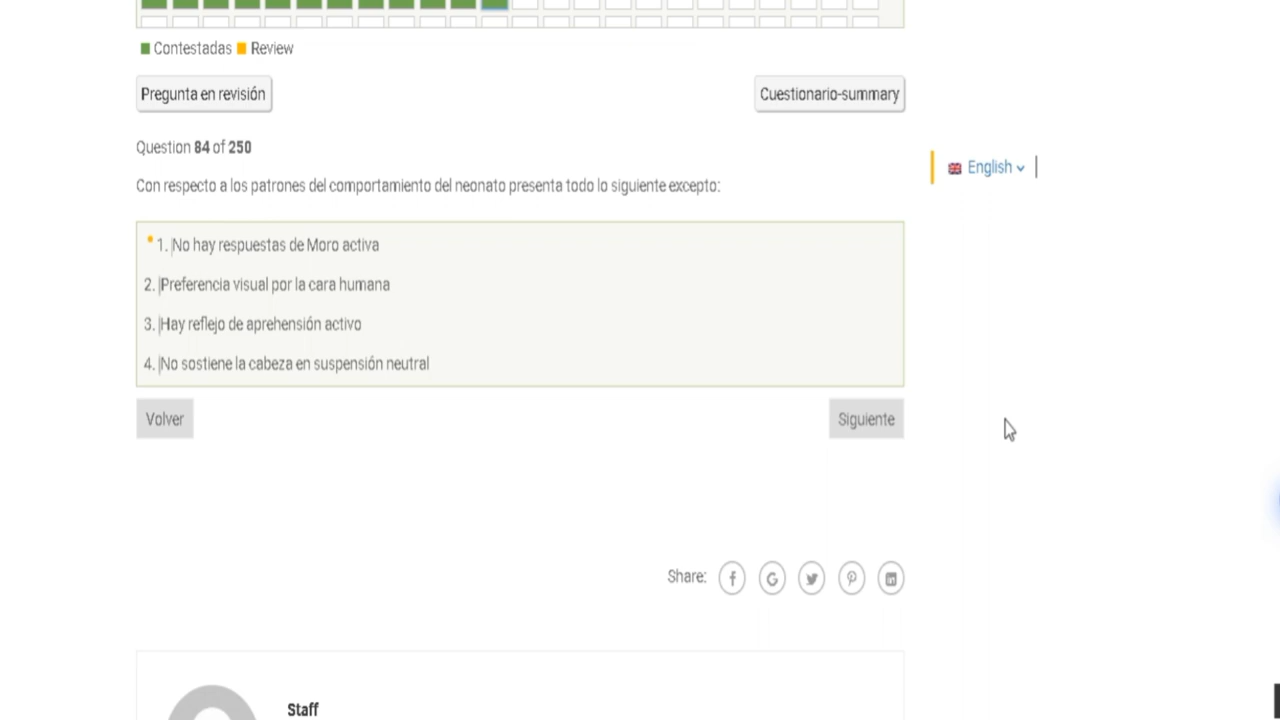 Contestadas Review
Pregunta en revisión
Cuestionario-summary
Question 84 of 250
English
Con respecto a los patrones del comportamiento del neonato presenta todo lo siguiente excepto:
1. No hay respuestas de Moro activa
2. Preferencia visual por la cara humana
3. Hay reflejo de aprehensión activo
4. No sostiene la cabeza en suspensión neutral
Volver
Siguiente
Share:
Staff